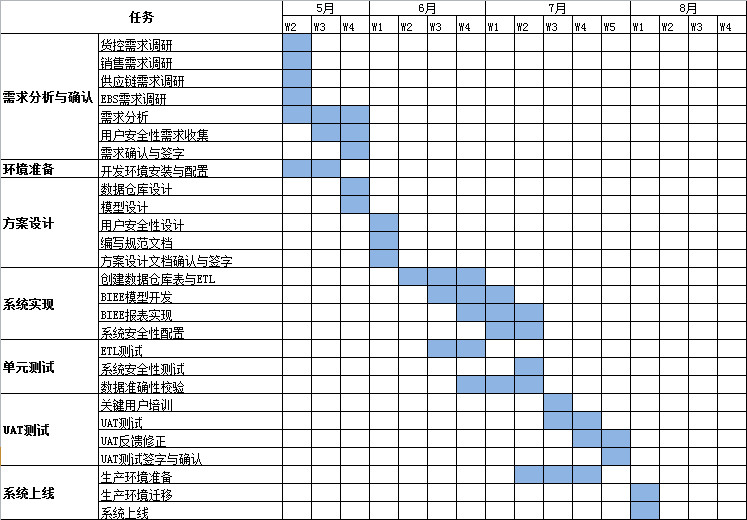 任务 5月 6月 7月 8月
W2 W3 W4 W1 W2 W3 W4 W1 W2 W3 W4 W5 W1 W2 W3 W4
需求分析与确认
货控需求调研
销售需求调研
供应链需求调研
EBS需求调研
需求分析
用户安全性需求收集
需求确认与签字
环境准备
开发环境安装与配置
方案设计
数据仓库设计
模型设计
用户安全性设计
编写规范文档
方案设计文档确认与签字
系统实现
创建数据仓库表与ETL
BIEE模型开发
BIEE报表实现
系统安全性配置
单元测试
ETL测试
系统安全性测试
数据准确性校验
UAT测试
关键用户培训
UAT测试
UAT反馈修正
UAT测试签字与确认
系统上线
生产环境准备
生产环境迁移
系统上线